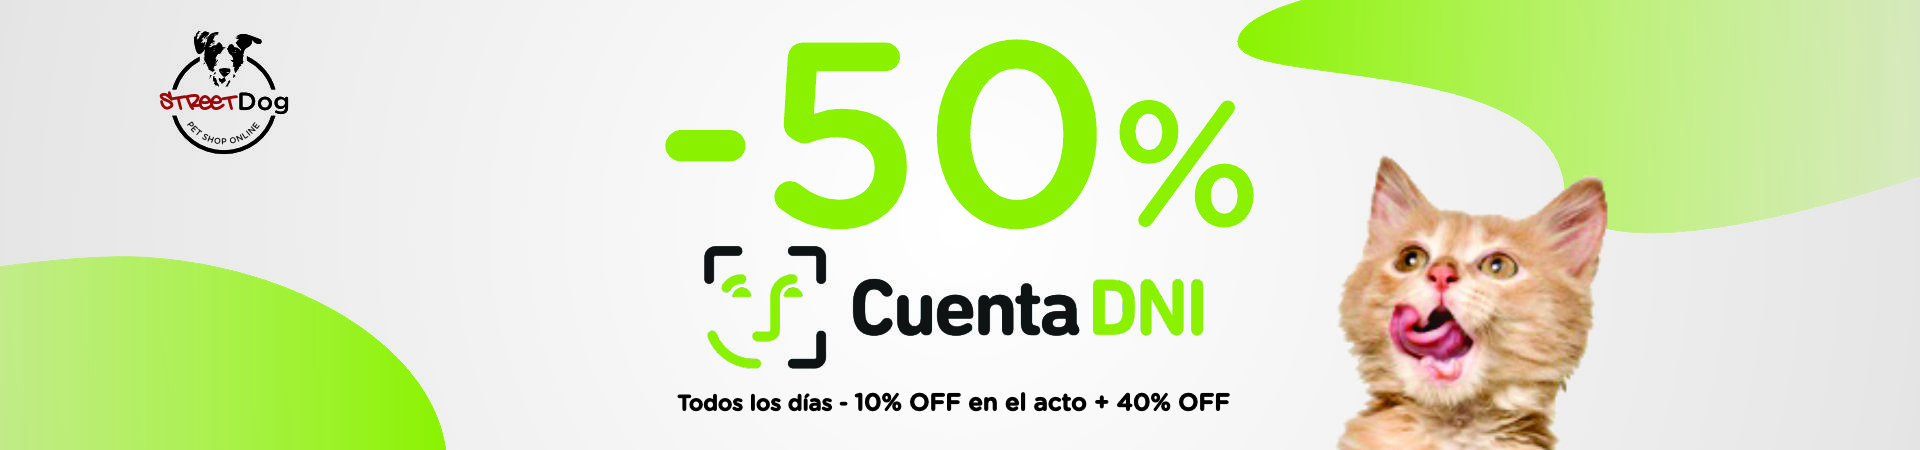 STREETDog
PET SHOP ONLINE
-50%
Cuenta DNI
Todos los días - 10% OFF en el acto + 40% OFF